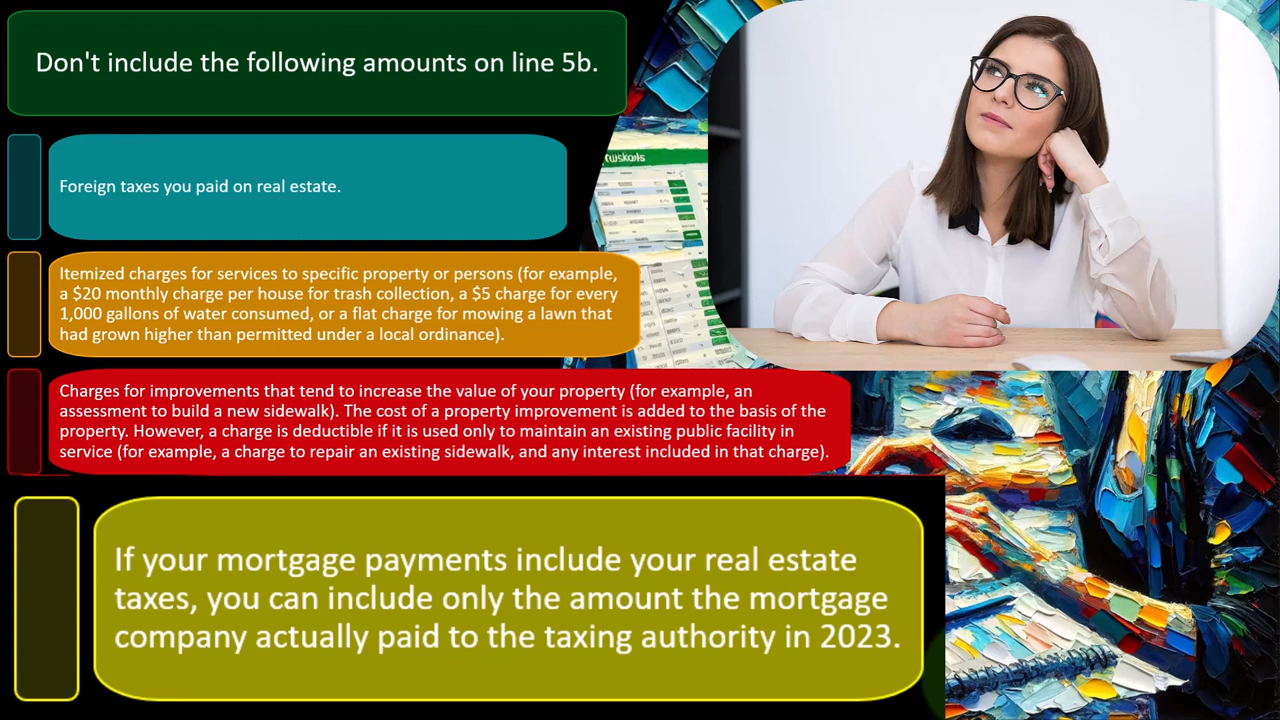 Don't include the following amounts on line 5b.
Foreign taxes you paid on real estate.
Itemized charges for services to specific property or persons (for example,
a $20 monthly charge per house for trash collection, a $5 charge for every
1,000 gallons of water consumed, or a flat charge for mowing a lawn that
had grown higher than permitted under a local ordinance).
Charges for improvements that tend to increase the value of your property (for example, an
assessment to build a new sidewalk). The cost of a property improvement is added to the basis of the
property. However, a charge is deductible if it is used only to maintain an existing public facility in
service (for example, a charge to repair an existing sidewalk, and any interest included in that charge).
If your mortgage payments include your real estate
taxes, you can include only the amount the mortgage
company actually paid to the taxing authority in 2023.